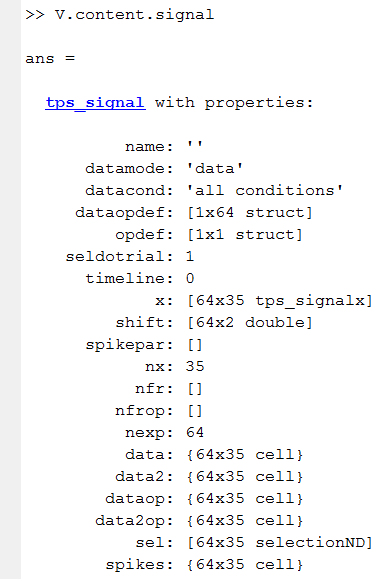 >> V.content.signal
ans =
tps_signal with properties:
name: ''
datamode: 'data'
datacond: 'all conditions'
dataopdef: [1x64 struct]
opdef: [1x1 struct]
seldotrial: 1
timeline: 0
x: [64x35 tps_signalx]
shift: [64x2 double]
spikepar: []
nx: 35
nfr: []
nfrop: []
nexp: 64
data: {64x35 cell}
data2: {64x35 cell}
dataop: {64x35 cell}
data2op: {64x35 cell}
sel: [64x35 selectionND]
spikes: {64x35 cell}